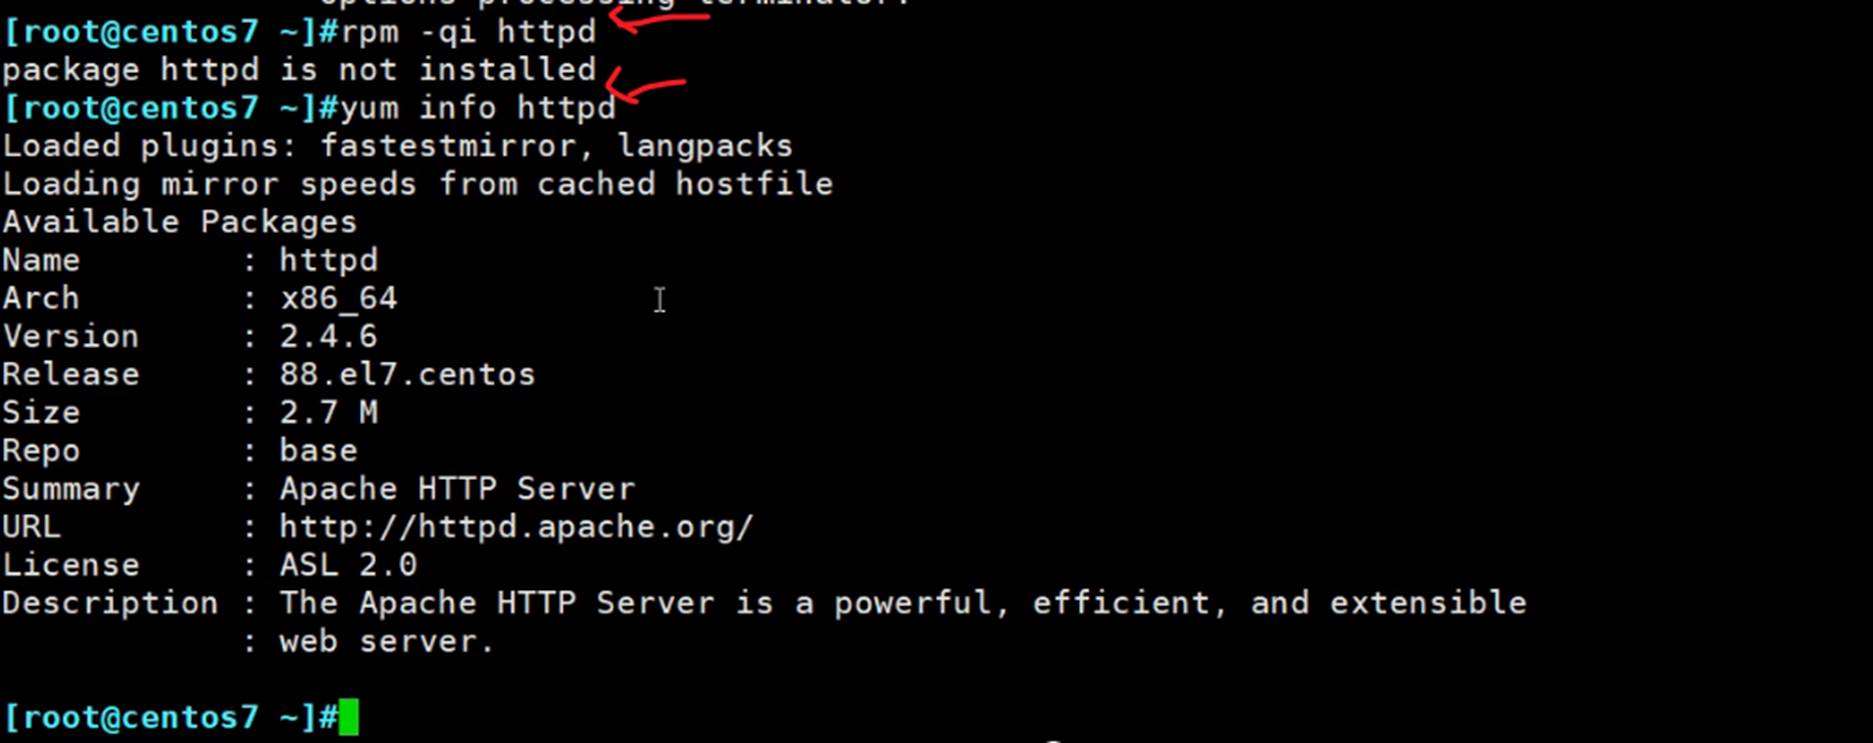 options processing terminator.
[root@centos7 ~]#rpm -qi httpd
package httpd is not installed
[root@centos7 ~]#yum info httpd
Loaded plugins: fastestmirror, langpacks
Loading mirror speeds from cached hostfile
Available Packages
Name        : httpd
Arch        : x86_64
Version     : 2.4.6
Release     : 88.el7.centos
Size        : 2.7 M
Repo        : base
Summary     : Apache HTTP Server
URL         : http://httpd.apache.org/
License     : ASL 2.0
Description : The Apache HTTP Server is a powerful, efficient, and extensible
            : web server.
[root@centos7 ~]#